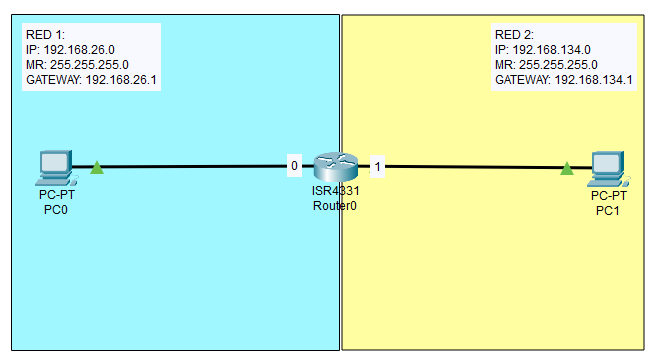 RED 1:
IP: 192.168.26.0
MR: 255.255.255.0
GATEWAY: 192.168.26.1
RED 2:
IP: 192.168.134.0
MR: 255.255.255.0
GATEWAY: 192.168.134.1
0
1
PC-PT
PC0
ISR4331
Router0
PC-PT
PC1